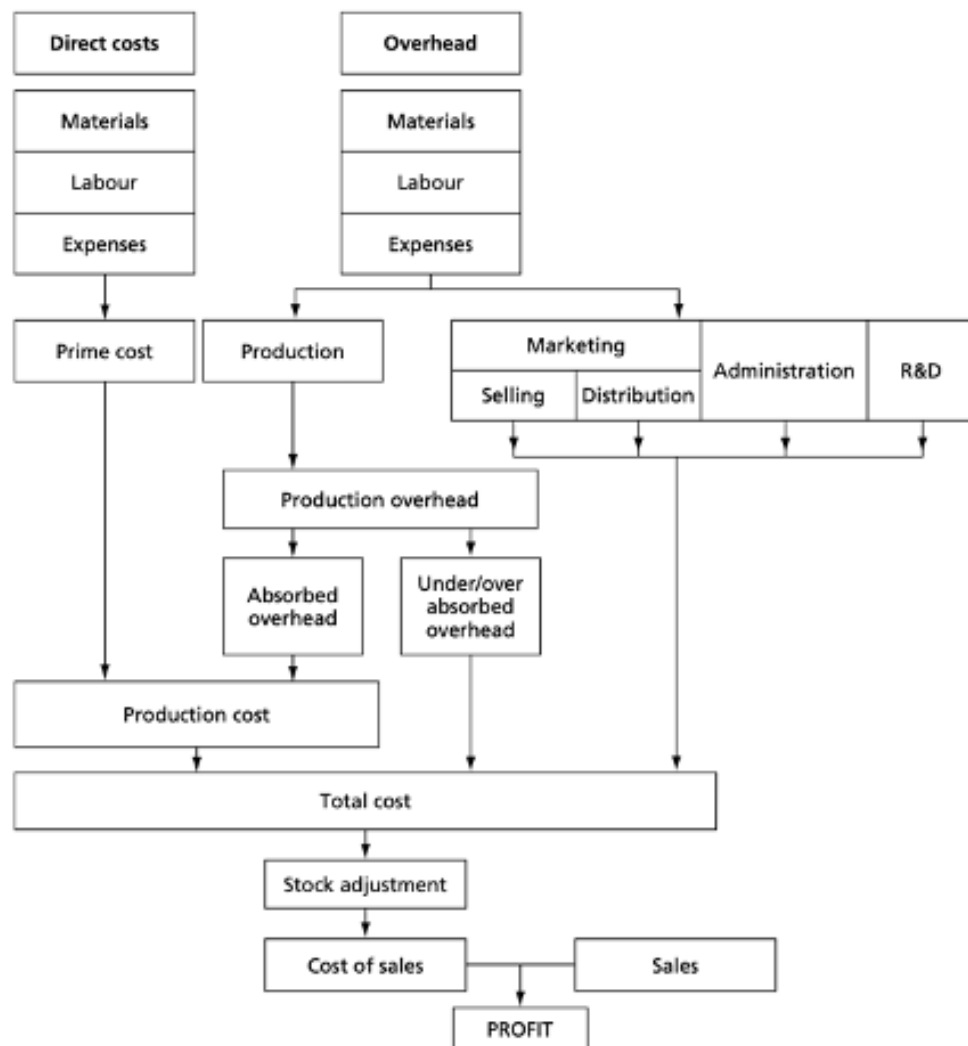 Direct costs
Overhead
Materials
Labour
Expenses
Materials
Labour
Expenses
Prime cost
Production
Marketing
Selling
Distribution
Administration
R&D
Production overhead
Absorbed
overhead
Under/over
absorbed
overhead
Production cost
Total cost
Stock adjustment
Cost of sales
Sales
PROFIT